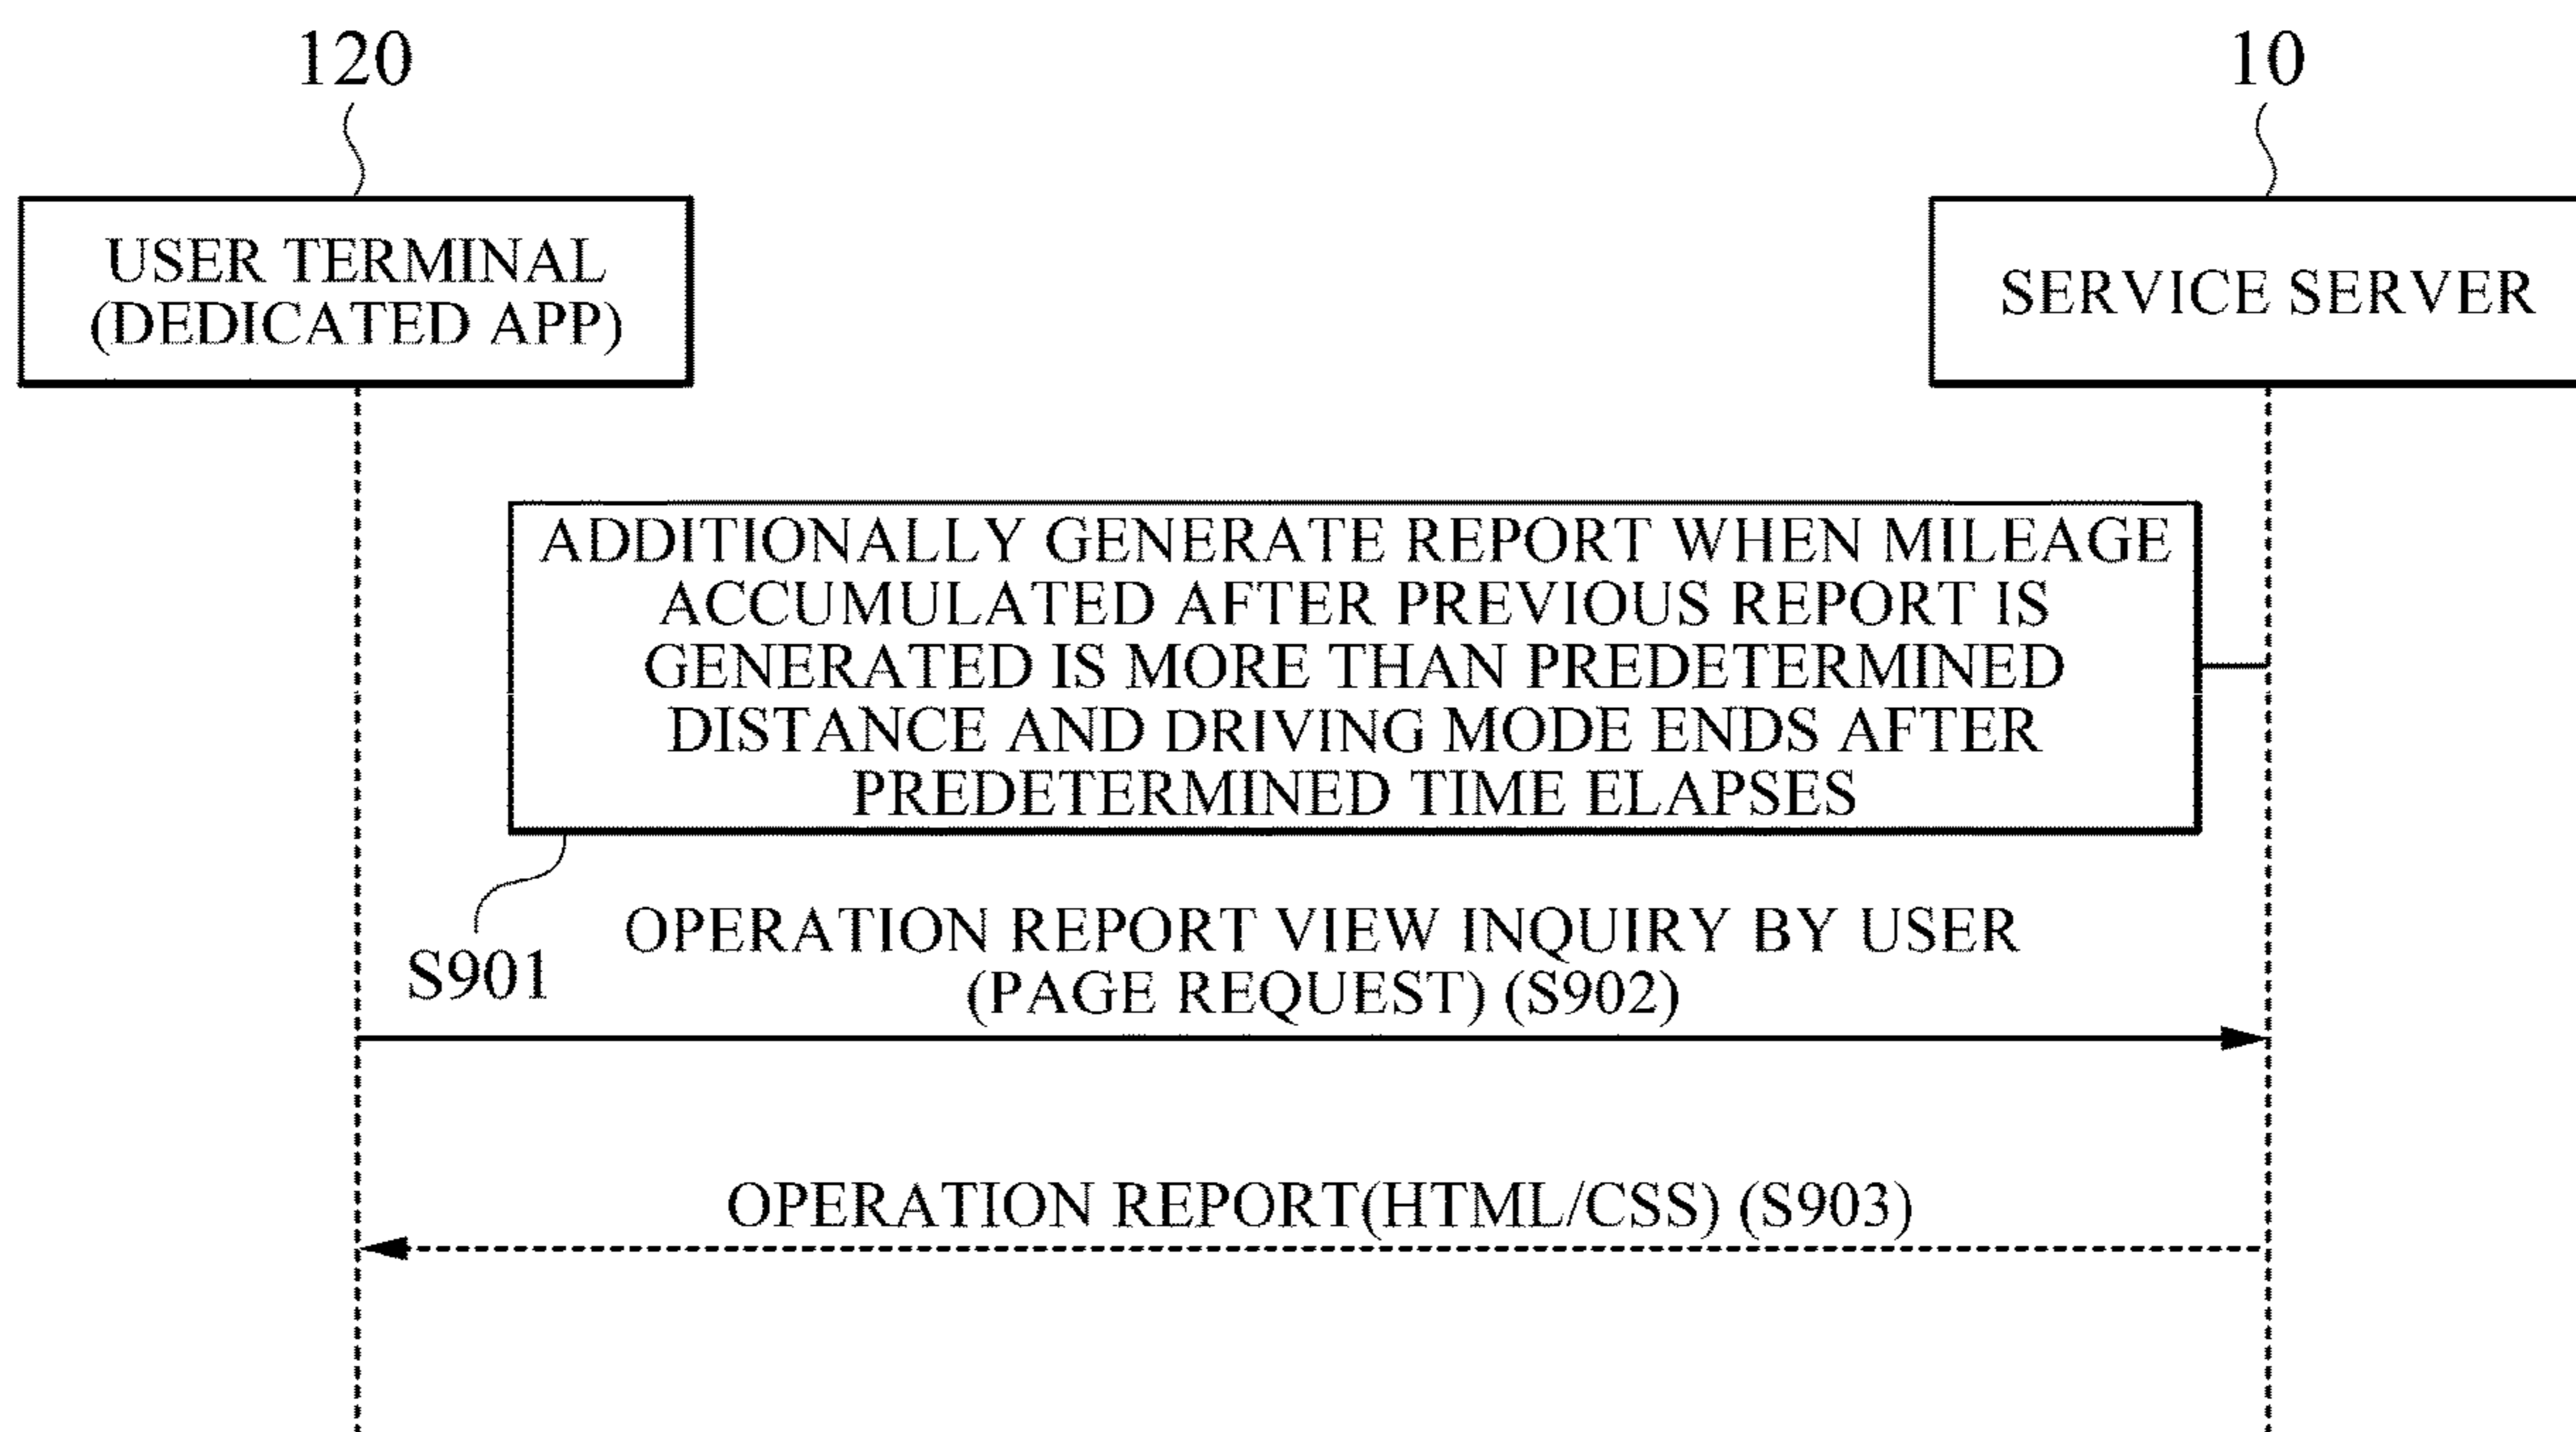 120
10
USER TERMINAL
(DEDICATED APP)
SERVICE SERVER
ADDITIONALLY GENERATE REPORT WHEN MILEAGE
ACCUMULATED AFTER PREVIOUS REPORT IS
GENERATED IS MORE THAN PREDETERMINED
DISTANCE AND DRIVING MODE ENDS AFTER
PREDETERMINED TIME ELAPSES
S901
OPERATION REPORT VIEW INQUIRY BY USER
(PAGE REQUEST) (S902)
OPERATION REPORT(HTML/CSS) (S903)